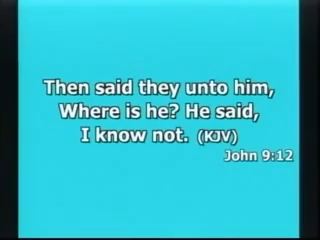 Then said they unto him,
Where is he? He said,
I know not. (KJV)
John 9:12